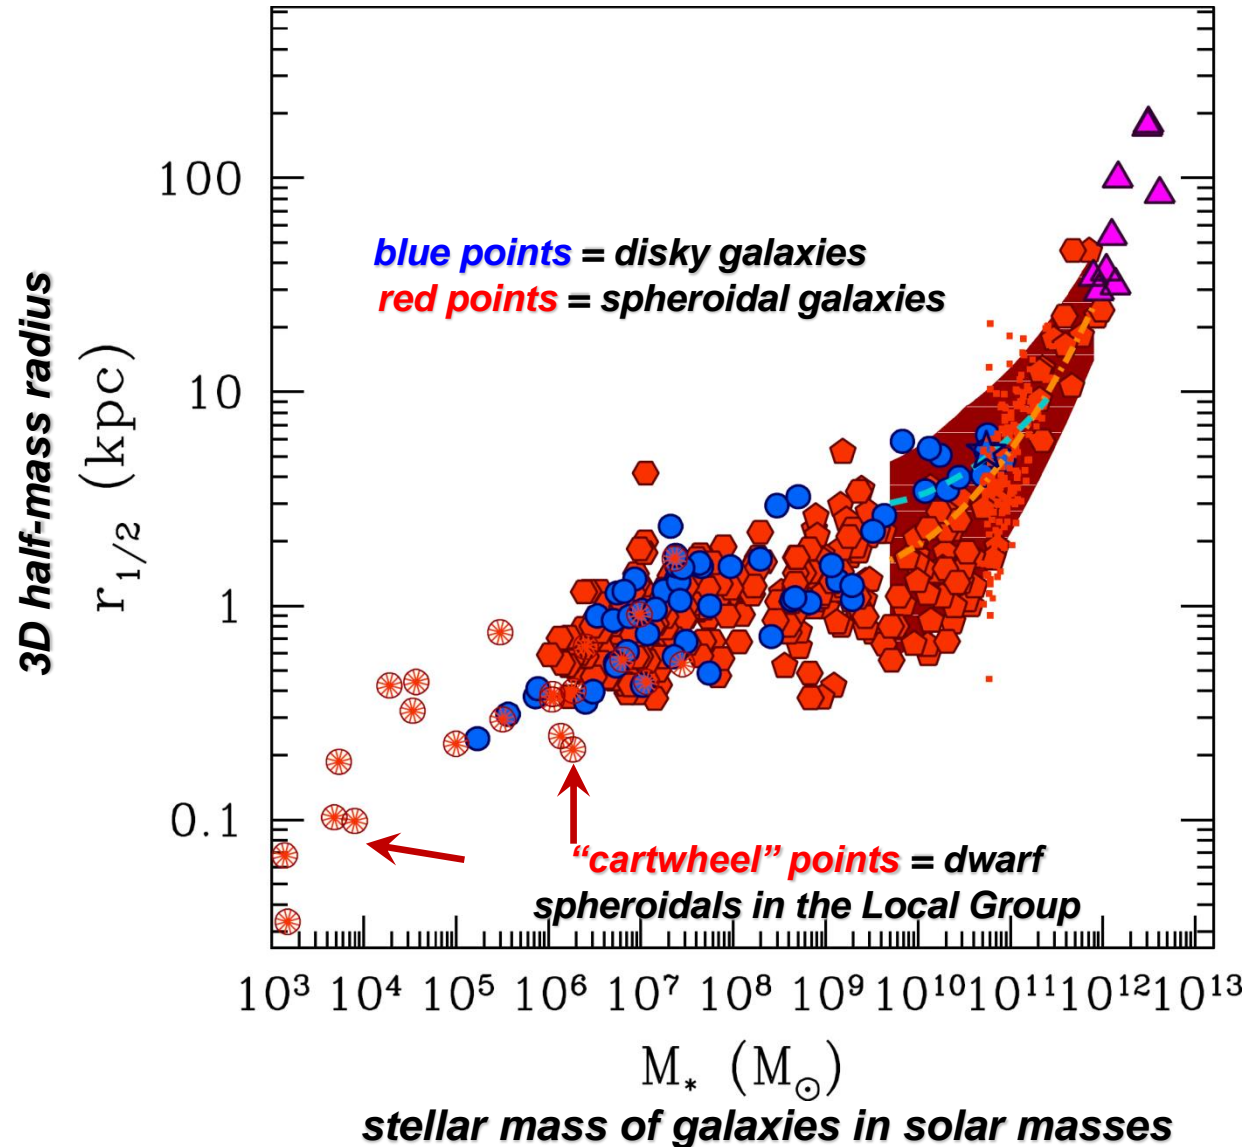 100
10
1
0.1
3D half-mass radius
r1/2 (kpc)
blue points = disky galaxies
red points = spheroidal galaxies
“cartwheel” points = dwarf
spheroidals in the Local Group
10³ 10⁴ 10⁵ 10⁶ 10⁷ 10⁸ 10⁹ 10¹⁰ 10¹¹ 10¹² 10¹³
M* (M⊙)
stellar mass of galaxies in solar masses